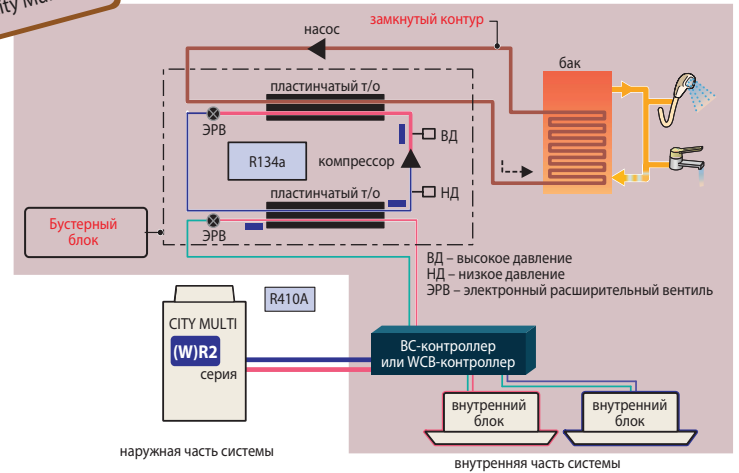 насос
замкнутый контур
бак
пластинчатый т/о
ЭРВ
ВД
R134a
компрессор
пластинчатый т/о
НД
ЭРВ
Бустерный
блок
ВД – высокое давление
НД – низкое давление
ЭРВ – электронный расширительный вентиль
R410A
CITY MULTI
(W)R2
серия
ВС-контроллер
или WCB-контроллер
внутренний
блок
внутренний
блок
наружная часть системы
внутренняя часть системы